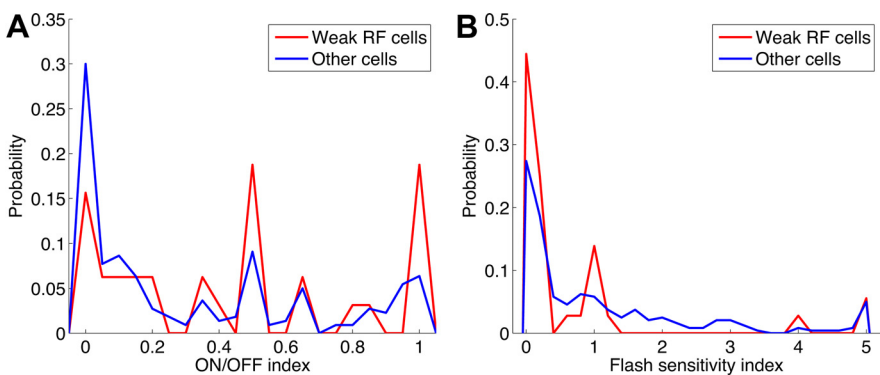 A
Probability
0.35
0.3
0.25
0.2
0.15
0.1
0.05
0
0 0.2 0.4 0.6 0.8 1
ON/OFF index
Weak RF cells
Other cells
B
Probability
0.5
0.4
0.3
0.2
0.1
0
0 1 2 3 4 5
Flash sensitivity index
Weak RF cells
Other cells